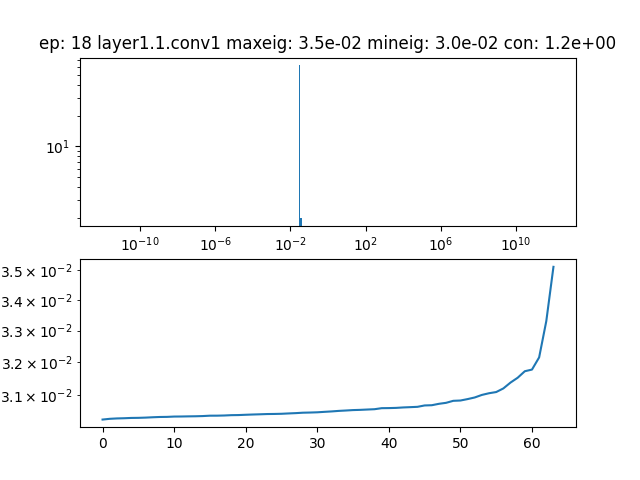 ep: 18 layer1.1.conv1 maxeig: 3.5e-02 mineig: 3.0e-02 con: 1.2e+00
10¹
10⁻¹⁰ 10⁻⁶ 10⁻² 10² 10⁶ 10¹⁰
3.5 × 10⁻²
3.4 × 10⁻²
3.3 × 10⁻²
3.2 × 10⁻²
3.1 × 10⁻²
0 10 20 30 40 50 60